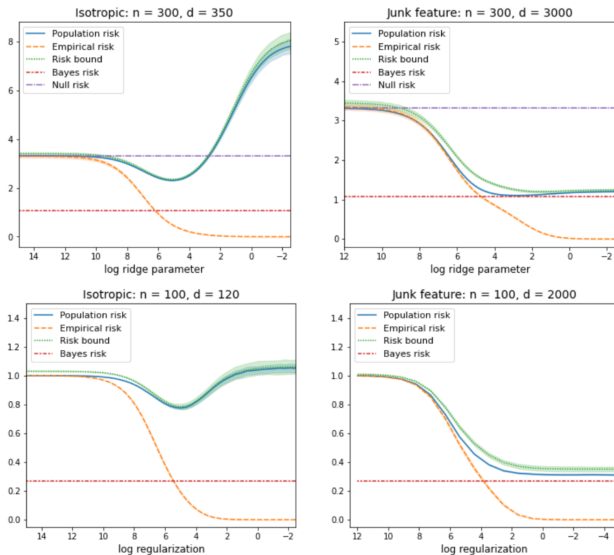 Isotropic: n = 300, d = 350
8
6
4
2
0
Population risk
Empirical risk
Risk bound
Bayes risk
Null risk
14 12 10 8 6 4 2 0 −2
log ridge parameter
Junk feature: n = 300, d = 3000
5
4
3
2
1
0
Population risk
Empirical risk
Risk bound
Bayes risk
Null risk
12 10 8 6 4 2 0 −2
log ridge parameter
Isotropic: n = 100, d = 120
1.4
1.2
1.0
0.8
0.6
0.4
0.2
0.0
Population risk
Empirical risk
Risk bound
Bayes risk
14 12 10 8 6 4 2 0 −2
log regularization
Junk feature: n = 100, d = 2000
1.4
1.2
1.0
0.8
0.6
0.4
0.2
0.0
Population risk
Empirical risk
Risk bound
Bayes risk
12 10 8 6 4 2 0 −2
log regularization